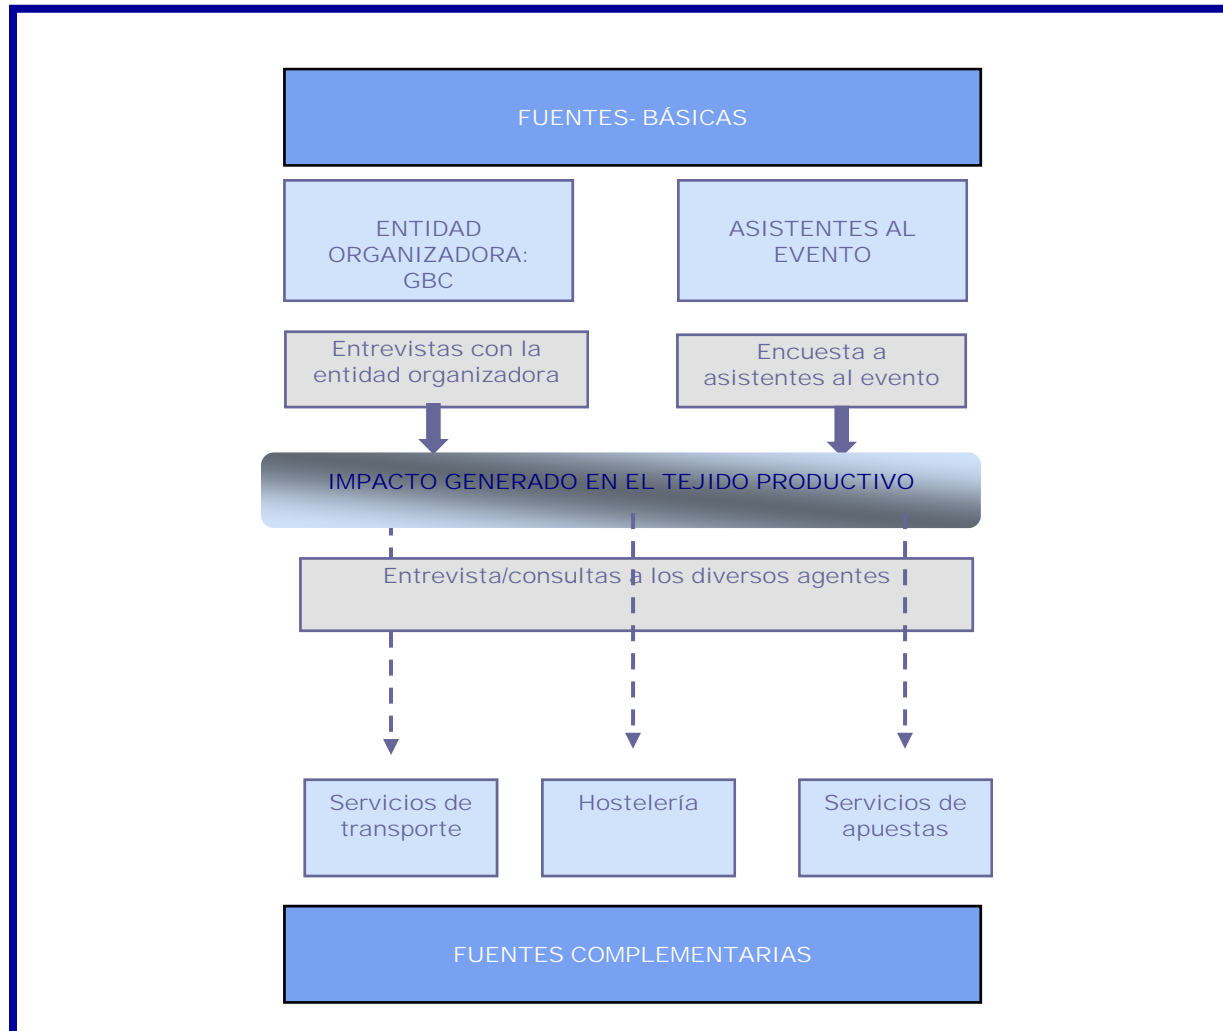 FUENTES- BÁSICAS
ENTIDAD
ORGANIZADORA:
GBC
ASISTENTES AL
EVENTO
Entrevistas con la
entidad organizadora
Encuesta a
asistentes al evento
IMPACTO GENERADO EN EL TEJIDO PRODUCTIVO
Entrevista/consultas a los diversos agentes
Servicios de
transporte
Hostelería
Servicios de
apuestas
FUENTES COMPLEMENTARIAS